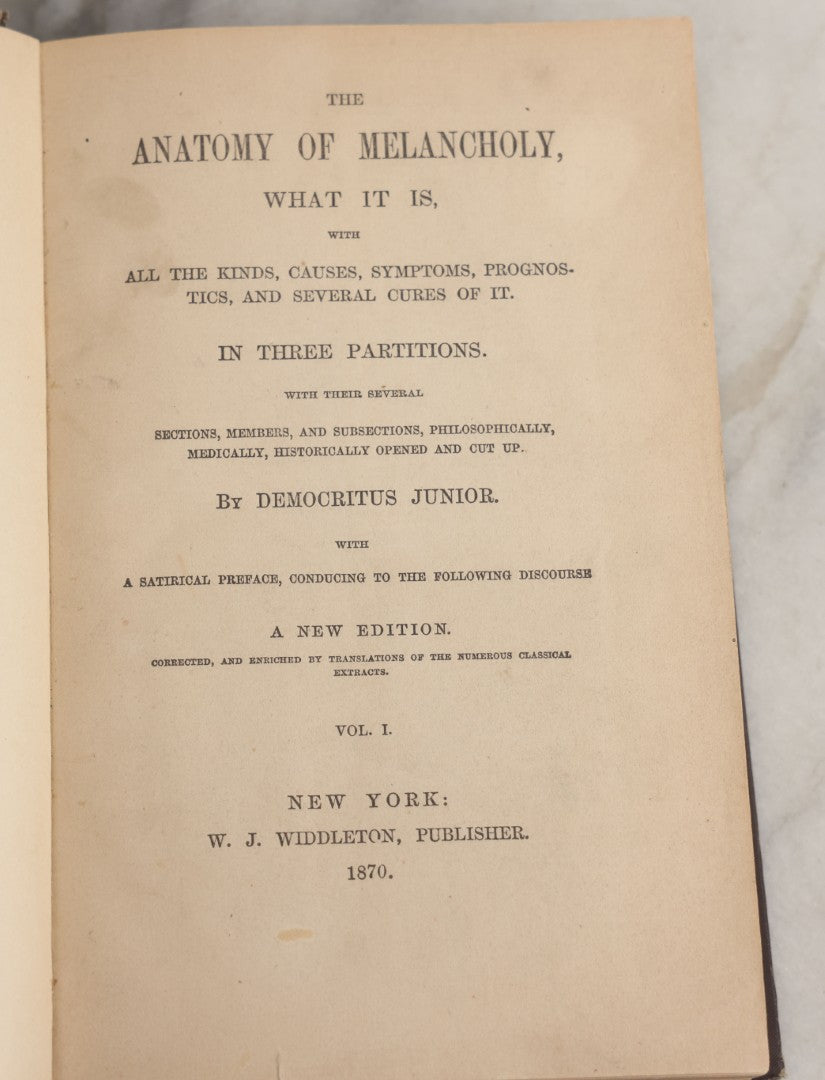 THE
ANATOMY OF MELANCHOLY,
WHAT IT IS,
WITH
ALL THE KINDS, CAUSES, SYMPTOMS, PROGNOS-
TICS, AND SEVERAL CURES OF IT.
IN THREE PARTITIONS.
WITH THEIR SEVERAL
SECTIONS, MEMBERS, AND SUBSECTIONS, PHILOSOPHICALLY,
MEDICALLY, HISTORICALLY OPENED AND CUT UP.
By DEMOCRITUS JUNIOR.
WITH
A SATIRICAL PREFACE, CONDUCING TO THE FOLLOWING DISCOURSE
A NEW EDITION.
CORRECTED, AND ENRICHED BY TRANSLATIONS OF THE NUMEROUS CLASSICAL
EXTRACTS.
VOL. I.
NEW YORK:
W. J. WIDDLETON, PUBLISHER.
1870.